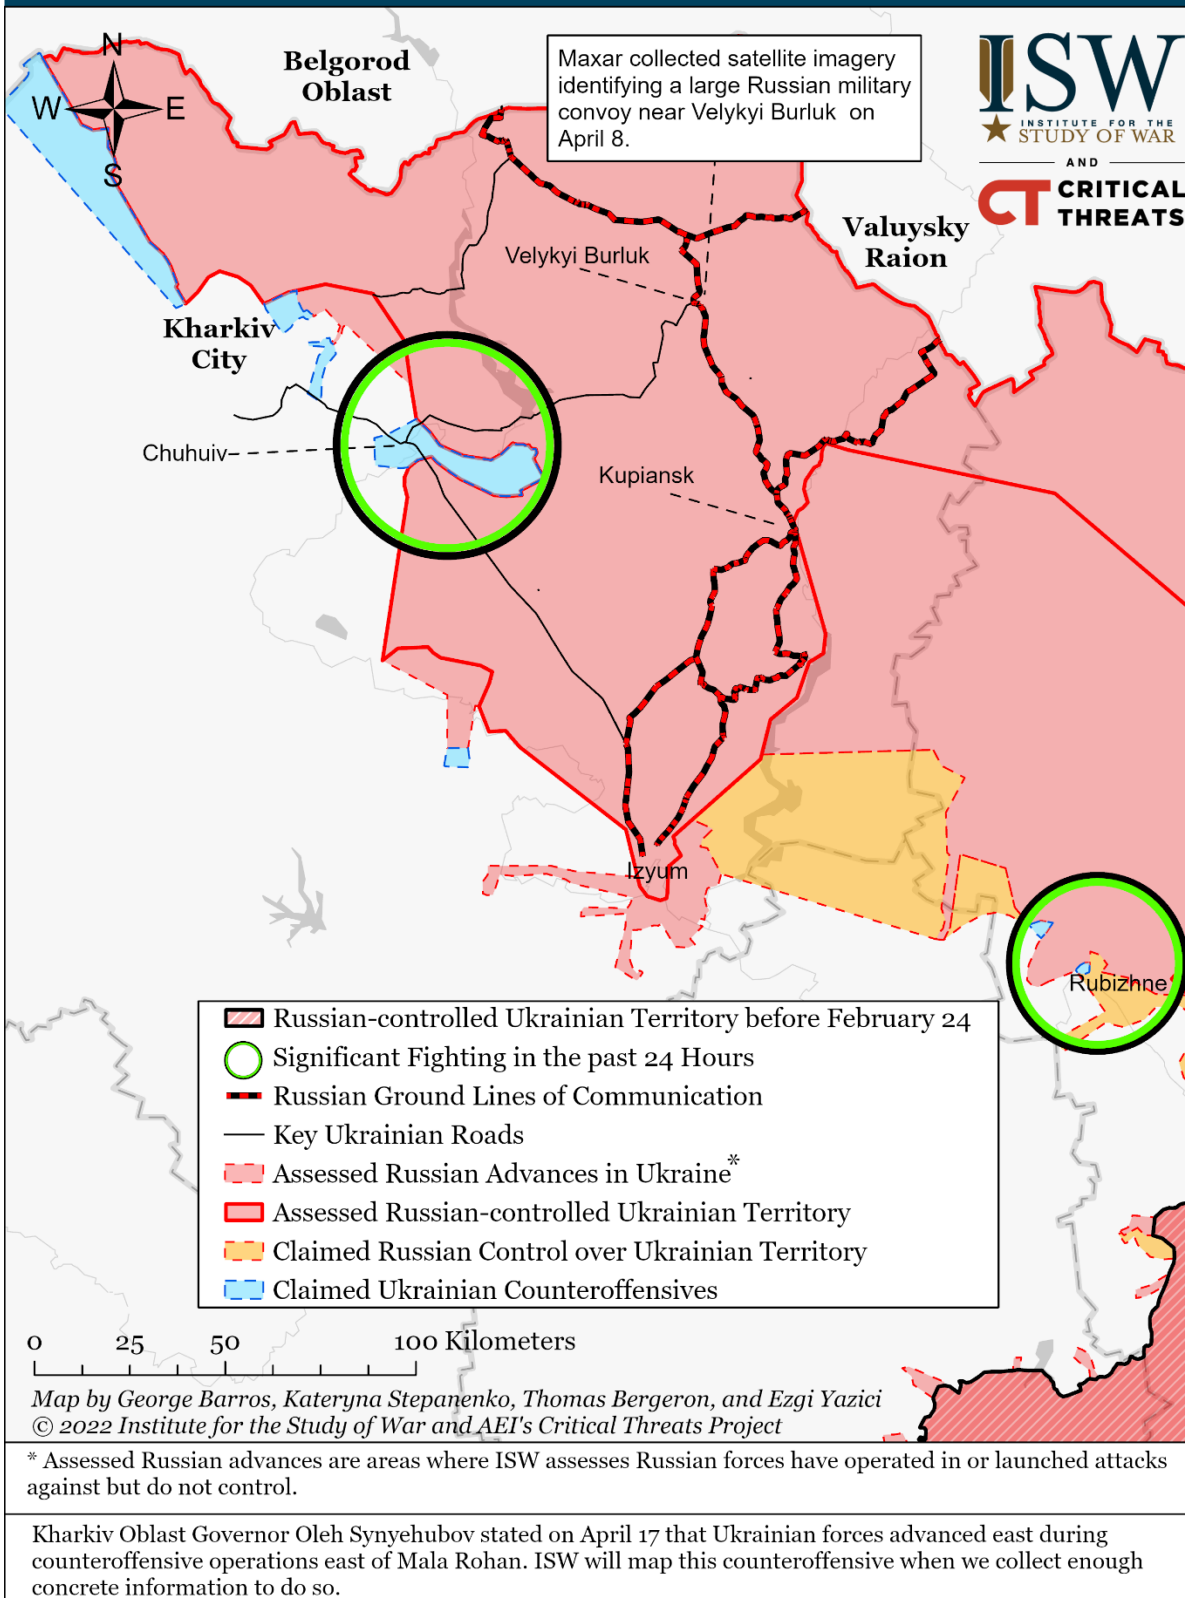 N
W
E
S
Belgorod
Oblast
Maxar collected satellite imagery
identifying a large Russian military
convoy near Velykyi Burluk on
April 8.
ISW
INSTITUTE FOR THE
STUDY OF WAR
AND
CT CRITICAL
THREATS
Valuysky
Raion
Velykyi Burluk
Kharkiv
City
Chuhuiv
Kupiansk
Izyum
Rubizhne
Russian-controlled Ukrainian Territory before February 24
Significant Fighting in the past 24 Hours
Russian Ground Lines of Communication
Key Ukrainian Roads
Assessed Russian Advances in Ukraine*
Assessed Russian-controlled Ukrainian Territory
Claimed Russian Control over Ukrainian Territory
Claimed Ukrainian Counteroffensives
0 25 50 100 Kilometers
Map by George Barros, Kateryna Stepanenko, Thomas Bergeron, and Ezgi Yazici
© 2022 Institute for the Study of War and AEI's Critical Threats Project
* Assessed Russian advances are areas where ISW assesses Russian forces have operated in or launched attacks
against but do not control.
Kharkiv Oblast Governor Oleh Synyehubov stated on April 17 that Ukrainian forces advanced east during
counteroffensive operations east of Mala Rohan. ISW will map this counteroffensive when we collect enough
concrete information to do so.